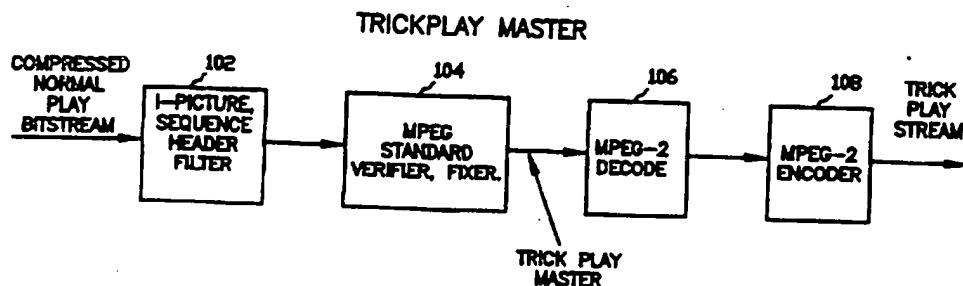 TRICKPLAY MASTER
COMPRESSED
NORMAL
PLAY
BITSTREAM
102
I-PICTURE,
SEQUENCE
HEADER
FILTER
104
MPEG
STANDARD
VERIFIER, FIXER.
TRICK PLAY
MASTER
106
MPEG-2
DECODE
108
MPEG-2
ENCODER
TRICK
PLAY
STREAM